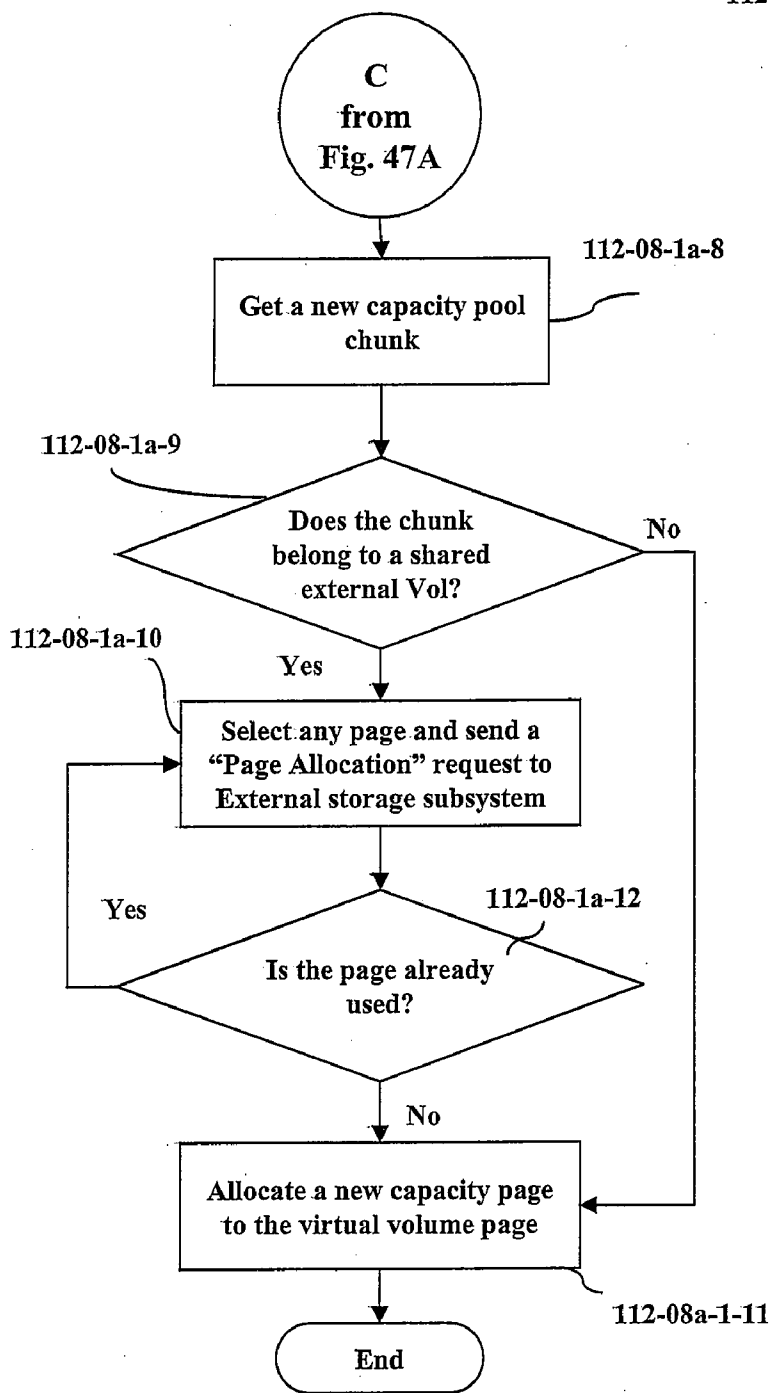 112
C
from
Fig. 47A
112-08-1a-8
Get a new capacity pool
chunk
112-08-1a-9
Does the chunk
belong to a shared
external Vol?
No
112-08-1a-10
Yes
Select any page and send a
“Page Allocation” request to
External storage subsystem
112-08-1a-12
Yes
Is the page already
used?
No
Allocate a new capacity page
to the virtual volume page
112-08a-1-11
End